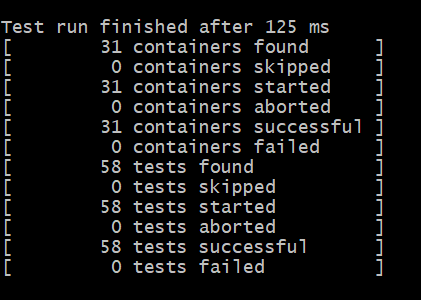 Test run finished after 125 ms
[        31 containers found      ]
[         0 containers skipped    ]
[        31 containers started    ]
[         0 containers aborted    ]
[        31 containers successful ]
[         0 containers failed     ]
[        58 tests found           ]
[         0 tests skipped         ]
[        58 tests started         ]
[         0 tests aborted         ]
[        58 tests successful      ]
[         0 tests failed          ]